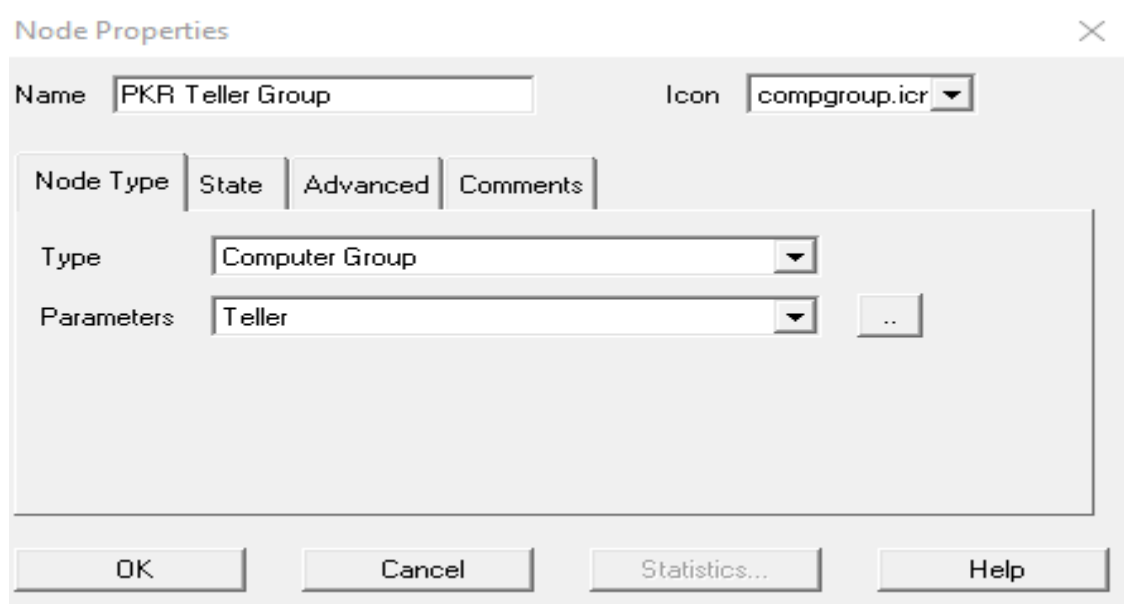 Node Properties
Name PKR Teller Group Icon compgroup.icr
Node Type State Advanced Comments
Type Computer Group
Parameters Teller ..
OK Cancel Statistics... Help